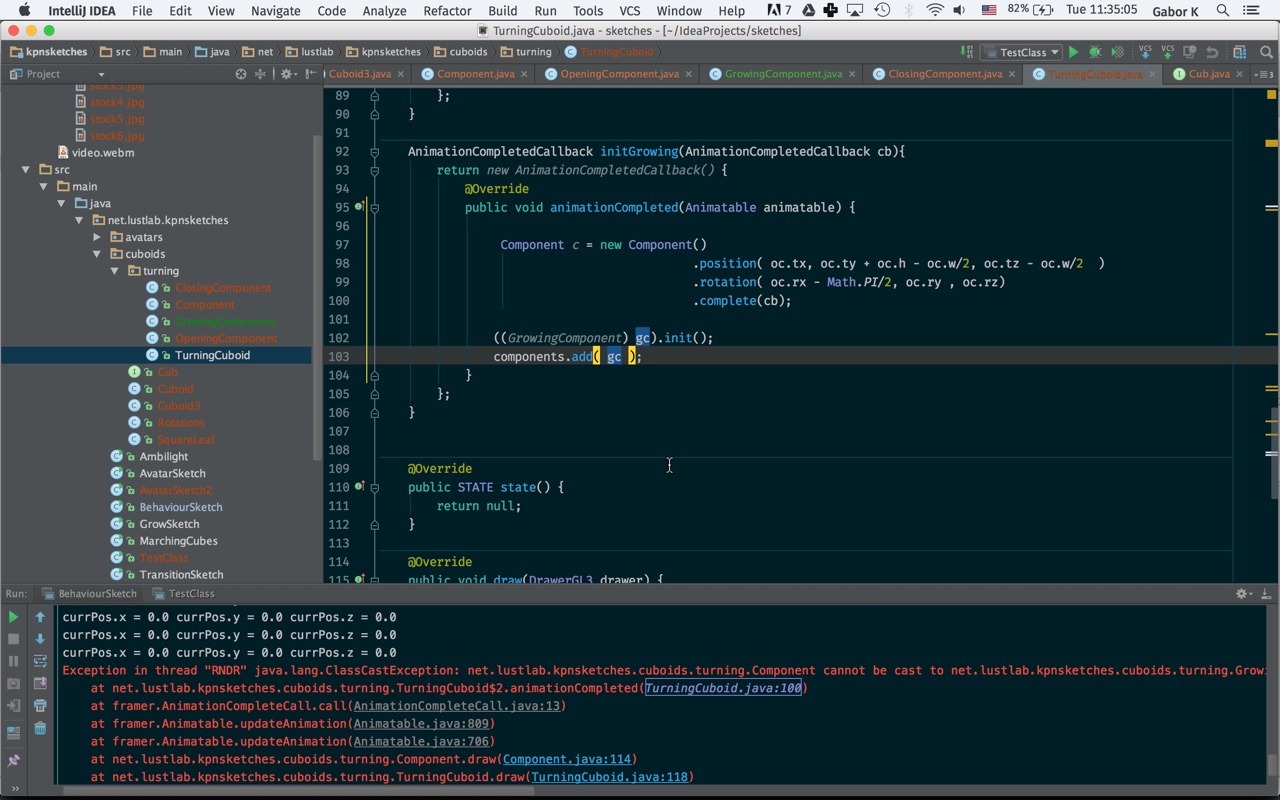 IntelliJ IDEA File Edit View Navigate Code Analyze Refactor Build Run Tools VCS Window Help 7 82% Tue 11:35:05 Gabor K
TurningCuboid.java - sketches - [~/IdeaProjects/sketches]
kpnsketches src main java net lustlab kpnsketches cuboids turning TurningCuboid TestClass VCS VCS
Project Cuboid3.java Component.java OpeningComponent.java GrowingComponent.java ClosingComponent.java TurningCuboid.java Cub.java 3
stock3.jpg
stock4.jpg
stock5.jpg
stock6.jpg
video.webm
src
main
java
net.lustlab.kpnsketches
avatars
cuboids
turning
ClosingComponent
Component
GrowingComponent
OpeningComponent
TurningCuboid
Cub
Cuboid
Cuboid3
Rotations
SquareLeaf
Ambilight
AvatarSketch
AvatarSketch2
BehaviourSketch
GrowSketch
MarchingCubes
TestClass
TransitionSketch
89 };
90 }
91
92 AnimationCompletedCallback initGrowing(AnimationCompletedCallback cb){
93 return new AnimationCompletedCallback() {
94 @Override
95 public void animationCompleted(Animatable animatable) {
96
97 Component c = new Component()
98 .position( oc.tx, oc.ty + oc.h - oc.w/2, oc.tz - oc.w/2 )
99 .rotation( oc.rx - Math.PI/2, oc.ry , oc.rz)
100 .complete(cb);
101
102 ((GrowingComponent) gc).init();
103 components.add( gc );
104 }
105 };
106 }
107
108
109 @Override
110 public STATE state() {
111 return null;
112 }
113
114 @Override
115 public void draw(DrawerGL3 drawer) {
Run: BehaviourSketch TestClass
currPos.x = 0.0 currPos.y = 0.0 currPos.z = 0.0
currPos.x = 0.0 currPos.y = 0.0 currPos.z = 0.0
currPos.x = 0.0 currPos.y = 0.0 currPos.z = 0.0
Exception in thread "RNDR" java.lang.ClassCastException: net.lustlab.kpnsketches.cuboids.turning.Component cannot be cast to net.lustlab.kpnsketches.cuboids.turning.Growi
at net.lustlab.kpnsketches.cuboids.turning.TurningCuboid$2.animationCompleted(TurningCuboid.java:100)
at framer.AnimationCompleteCall.call(AnimationCompleteCall.java:13)
at framer.Animatable.updateAnimation(Animatable.java:809)
at framer.Animatable.updateAnimation(Animatable.java:706)
at net.lustlab.kpnsketches.cuboids.turning.Component.draw(Component.java:114)
at net.lustlab.kpnsketches.cuboids.turning.TurningCuboid.draw(TurningCuboid.java:118)